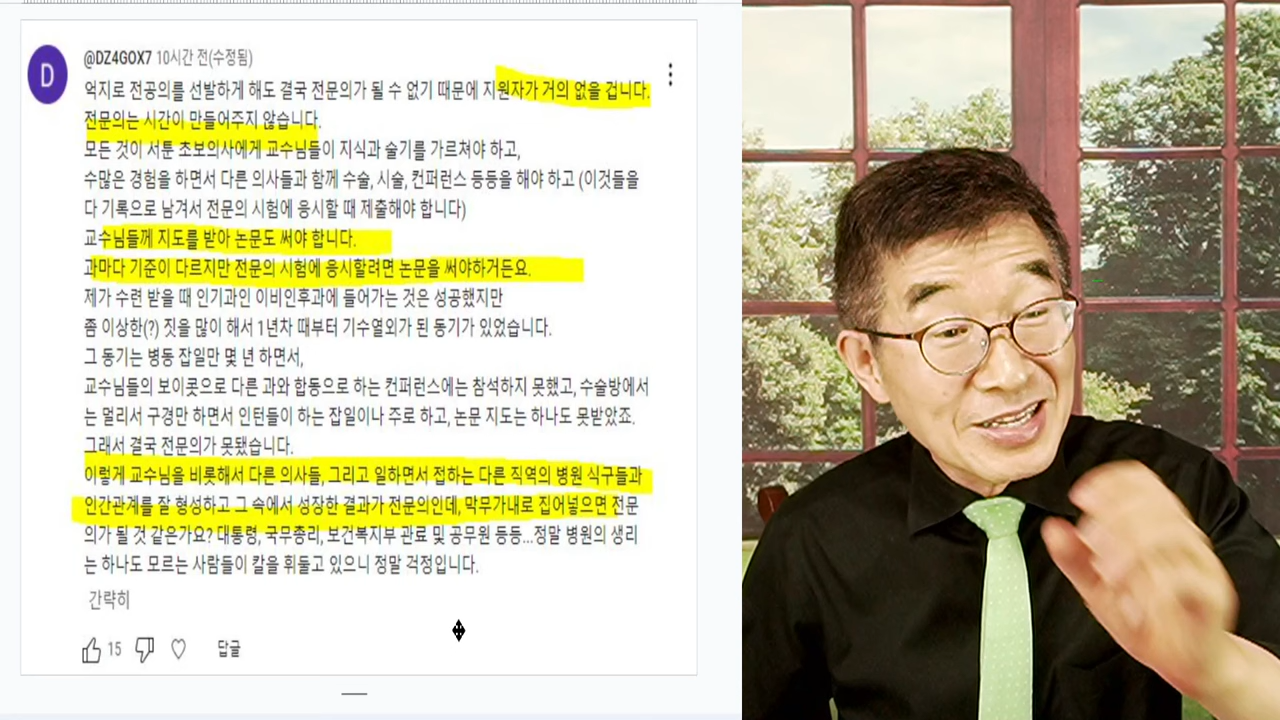 D
@DZ4GOX7 10시간 전(수정됨)
억지로 전공의를 선발하게 해도 결국 전문의가 될 수 없기 때문에 지원자가 거의 없을 겁니다.
전문의는 시간이 만들어주지 않습니다.
모든 것이 서툰 초보의사에게 교수님들이 지식과 술기를 가르쳐야 하고,
수많은 경험을 하면서 다른 의사들과 함께 수술, 시술, 컨퍼런스 등등을 해야 하고 (이것들을
다 기록으로 남겨서 전문의 시험에 응시할 때 제출해야 합니다)
교수님들께 지도를 받아 논문도 써야 합니다.
과마다 기준이 다르지만 전문의 시험에 응시할려면 논문을 써야하거든요.
제가 수련 받을 때 인기과인 이비인후과에 들어가는 것은 성공했지만
좀 이상한(?) 짓을 많이 해서 1년차 때부터 기수열외가 된 동기가 있었습니다.
그 동기는 병동 잡일만 몇 년 하면서,
교수님들의 보이콧으로 다른 과와 합동으로 하는 컨퍼런스에는 참석하지 못했고, 수술방에서
는 멀리서 구경만 하면서 인턴들이 하는 잡일이나 주로 하고, 논문 지도는 하나도 못받았죠.
그래서 결국 전문의가 못됐습니다.
이렇게 교수님을 비롯해서 다른 의사들, 그리고 일하면서 접하는 다른 직역의 병원 식구들과
인간관계를 잘 형성하고 그 속에서 성장한 결과가 전문의인데, 막무가내로 집어넣으면 전문
의가 될 것 같은가요? 대통령, 국무총리, 보건복지부 관료 및 공무원 등등...정말 병원의 생리
는 하나도 모르는 사람들이 칼을 휘둘고 있으니 정말 걱정입니다.
간략히
15 답글